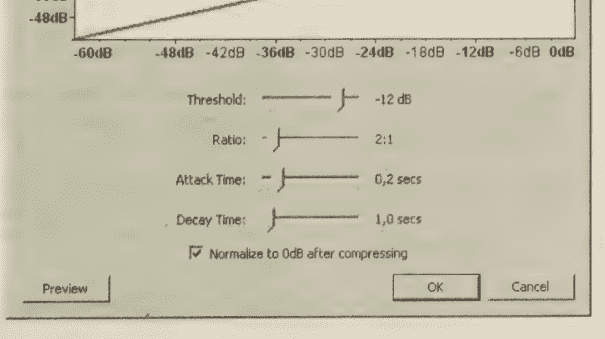 -48dB
-60dB -48dB -42dB -36dB -30dB -24dB -18dB -12dB -6dB 0dB
Threshold: -12 dB
Ratio: 2:1
Attack Time: 0,2 secs
Decay Time: 1,0 secs
Normalize to 0dB after compressing
Preview OK Cancel